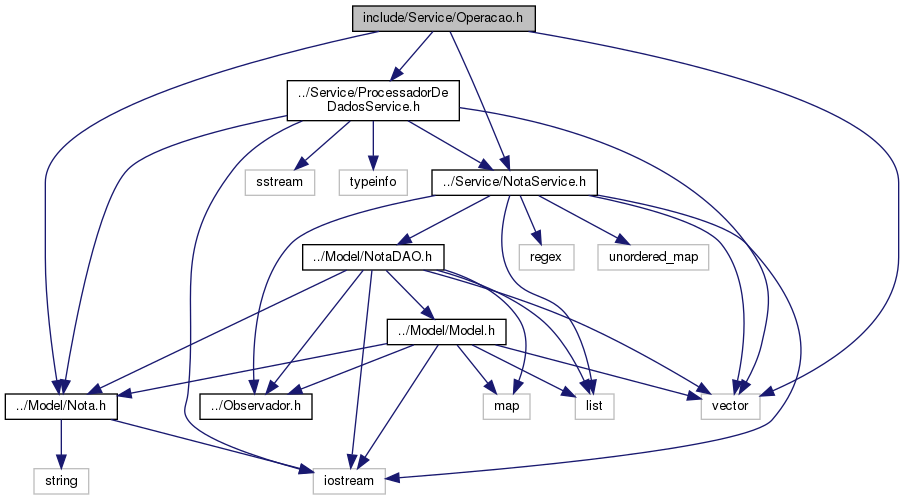 include/Service/Operacao.h
../Service/ProcessadorDe
DadosService.h
sstream
typeinfo
../Service/NotaService.h
../Model/NotaDAO.h
regex
unordered_map
../Model/Model.h
../Model/Nota.h
../Observador.h
map
list
vector
string
iostream